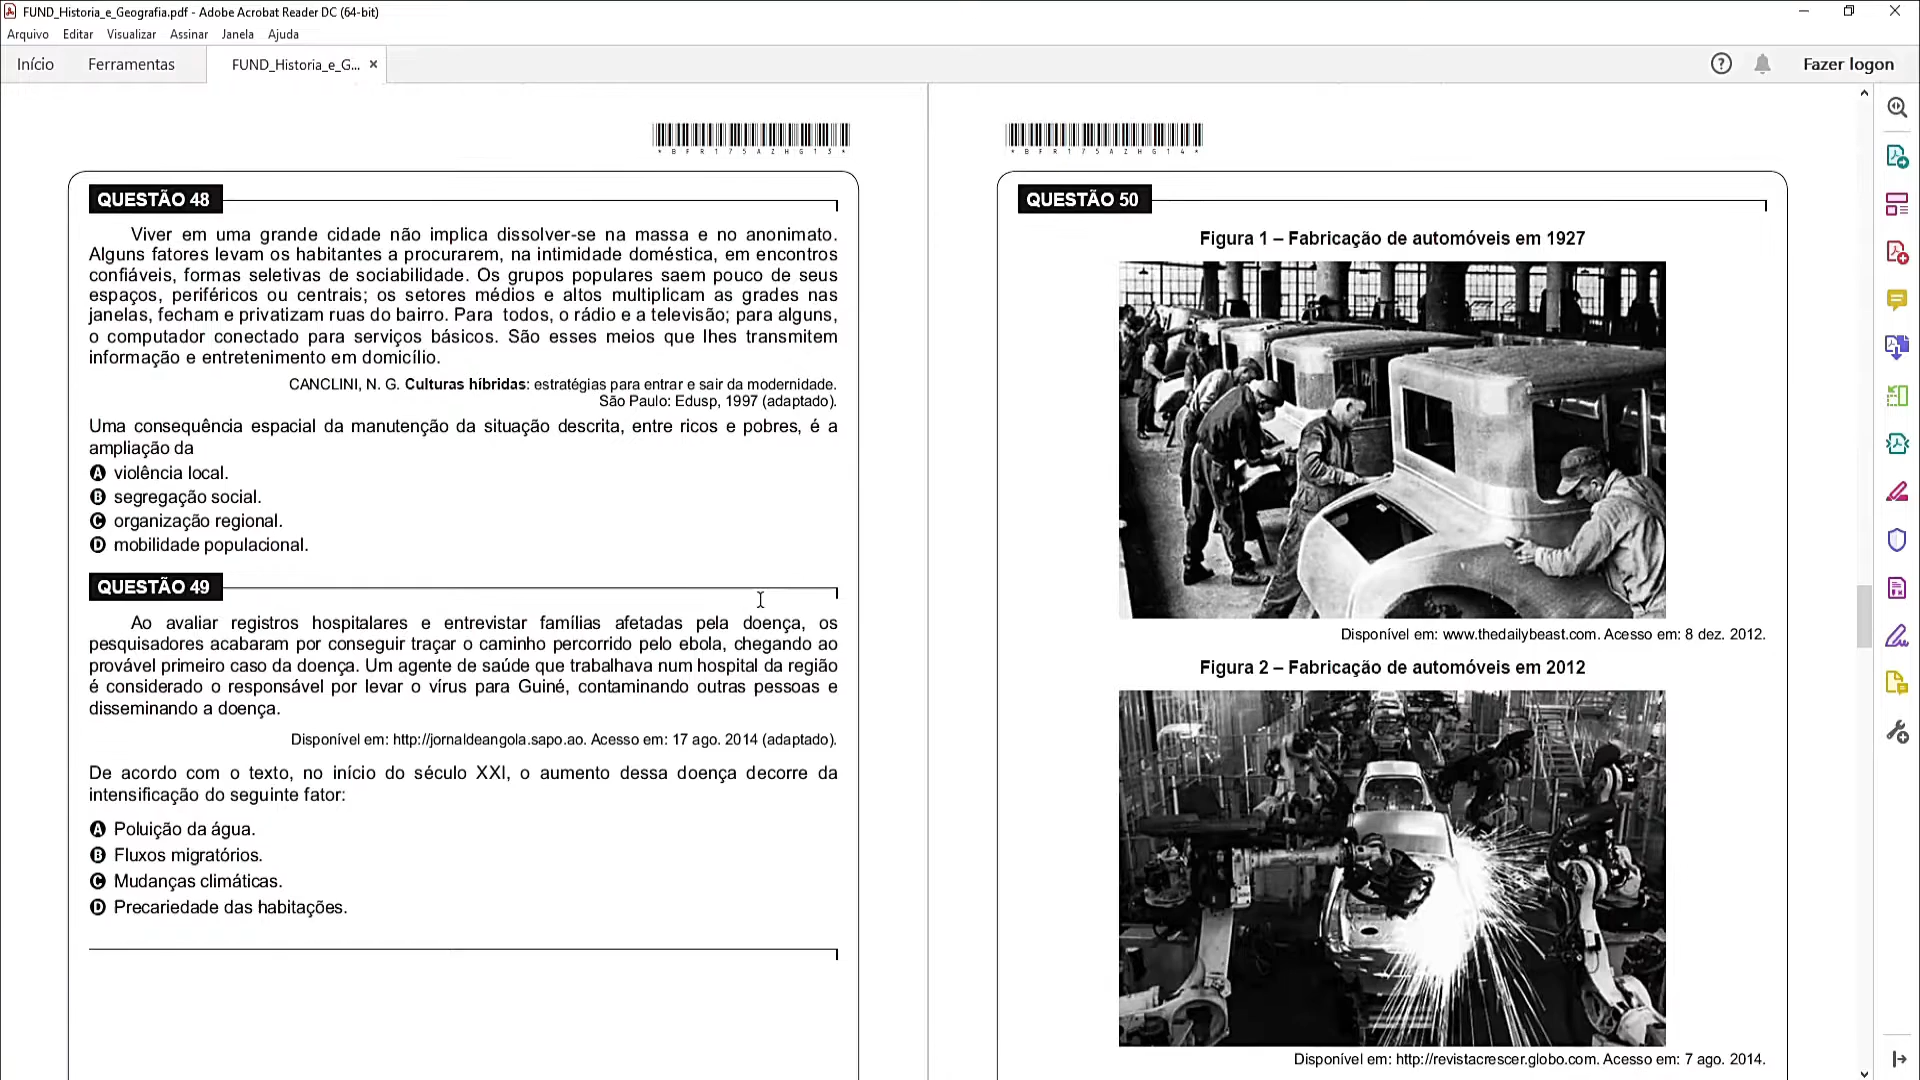 FUND_Historia_e_Geografia.pdf - Adobe Acrobat Reader DC (64-bit)
Arquivo Editar Visualizar Assinar Janela Ajuda
Início Ferramentas FUND_Historia_e_G... × Fazer logon
*BFR175AZHG13*
QUESTÃO 48
Viver em uma grande cidade não implica dissolver-se na massa e no anonimato.
Alguns fatores levam os habitantes a procurarem, na intimidade doméstica, em encontros
confiáveis, formas seletivas de sociabilidade. Os grupos populares saem pouco de seus
espaços, periféricos ou centrais; os setores médios e altos multiplicam as grades nas
janelas, fecham e privatizam ruas do bairro. Para todos, o rádio e a televisão; para alguns,
o computador conectado para serviços básicos. São esses meios que lhes transmitem
informação e entretenimento em domicílio.
CANCLINI, N. G. Culturas híbridas: estratégias para entrar e sair da modernidade.
São Paulo: Edusp, 1997 (adaptado).
Uma consequência espacial da manutenção da situação descrita, entre ricos e pobres, é a
ampliação da
A violência local.
B segregação social.
C organização regional.
D mobilidade populacional.
QUESTÃO 49
Ao avaliar registros hospitalares e entrevistar famílias afetadas pela doença, os
pesquisadores acabaram por conseguir traçar o caminho percorrido pelo ebola, chegando ao
provável primeiro caso da doença. Um agente de saúde que trabalhava num hospital da região
é considerado o responsável por levar o vírus para Guiné, contaminando outras pessoas e
disseminando a doença.
Disponível em: http://jornaldeangola.sapo.ao. Acesso em: 17 ago. 2014 (adaptado).
De acordo com o texto, no início do século XXI, o aumento dessa doença decorre da
intensificação do seguinte fator:
A Poluição da água.
B Fluxos migratórios.
C Mudanças climáticas.
D Precariedade das habitações.
*BFR175AZHG14*
QUESTÃO 50
Figura 1 – Fabricação de automóveis em 1927
Disponível em: www.thedailybeast.com. Acesso em: 8 dez. 2012.
Figura 2 – Fabricação de automóveis em 2012
Disponível em: http://revistacrescer.globo.com. Acesso em: 7 ago. 2014.